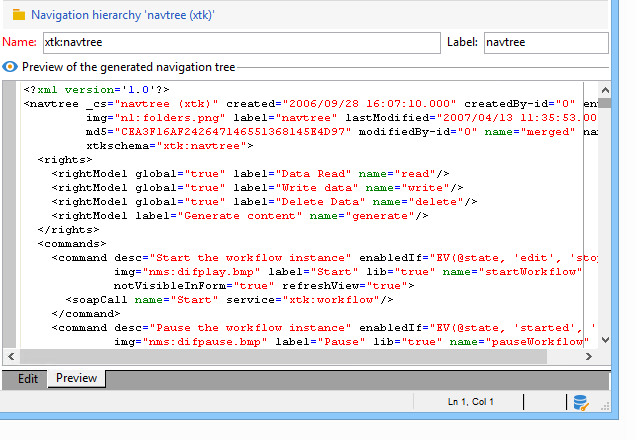 Navigation hierarchy 'navtree (xtk)'
Name: xtk:navtree Label: navtree
Preview of the generated navigation tree
<?xml version='1.0'?>
<navtree _cs="navtree (xtk)" created="2006/09/28 16:07:10.000" createdBy-id="0" en
img="nl:folders.png" label="navtree" lastModified="2007/04/13 11:35:53.00
md5="CEA3F16AF242647146551368145E4D97" modifiedBy-id="0" name="merged" na
xtkschema="xtk:navtree">
<rights>
<rightModel global="true" label="Data Read" name="read"/>
<rightModel global="true" label="Write data" name="write"/>
<rightModel global="true" label="Delete Data" name="delete"/>
<rightModel label="Generate content" name="generate"/>
</rights>
<commands>
<command desc="Start the workflow instance" enabledIf="EV(@state, 'edit', 'sto
img="nms:difplay.bmp" label="Start" lib="true" name="startWorkflow"
notVisibleInForm="true" refreshView="true">
<soapCall name="Start" service="xtk:workflow"/>
</command>
<command desc="Pause the workflow instance" enabledIf="EV(@state, 'started', '
img="nms:difpause.bmp" label="Pause" lib="true" name="pauseWorkflow"
Edit Preview
Ln 1, Col 1